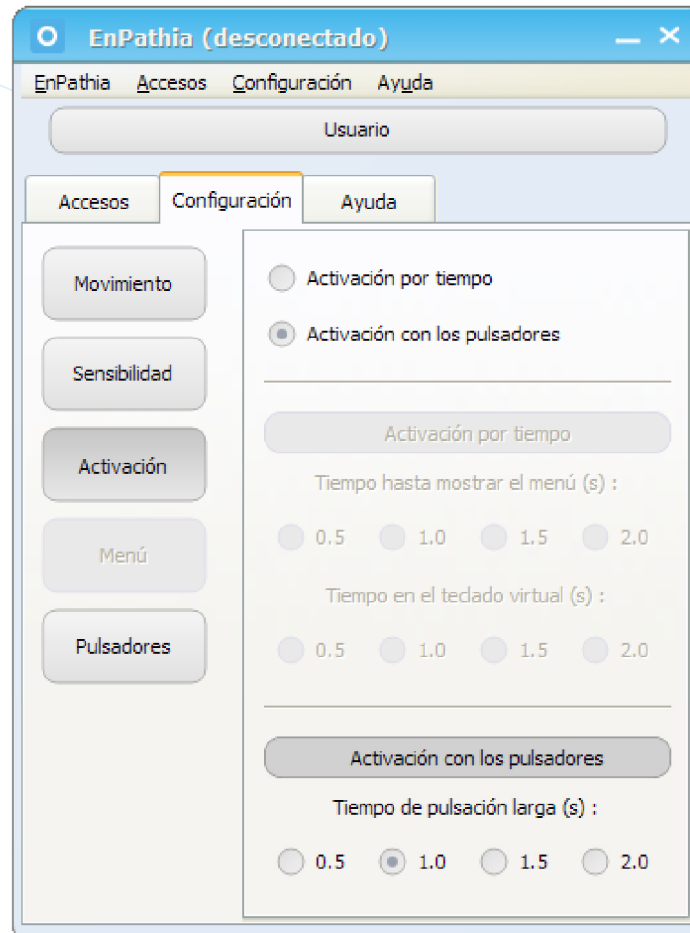 EnPathia (desconectado)
EnPathia Accesos Configuración Ayuda
Usuario
Accesos Configuración Ayuda
Movimiento
Sensibilidad
Activación
Menú
Pulsadores
Activación por tiempo
Activación con los pulsadores
Activación por tiempo
Tiempo hasta mostrar el menú (s) :
0.5 1.0 1.5 2.0
Tiempo en el teclado virtual (s) :
0.5 1.0 1.5 2.0
Activación con los pulsadores
Tiempo de pulsación larga (s) :
0.5 1.0 1.5 2.0